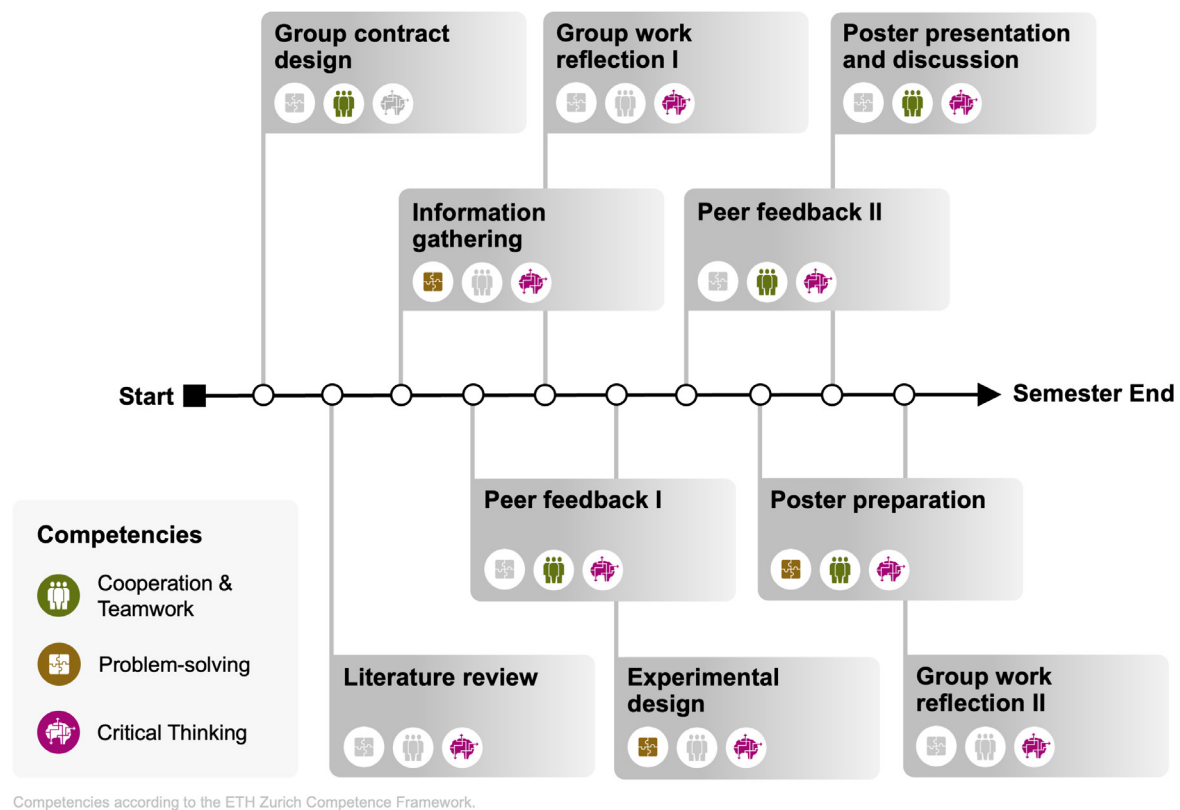 Group contract
design
Group work
reflection I
Poster presentation
and discussion
Information
gathering
Peer feedback II
Start
Semester End
Peer feedback I
Poster preparation
Competencies
Cooperation &
Teamwork
Problem-solving
Critical Thinking
Literature review
Experimental
design
Group work
reflection II
Competencies according to the ETH Zurich Competence Framework.